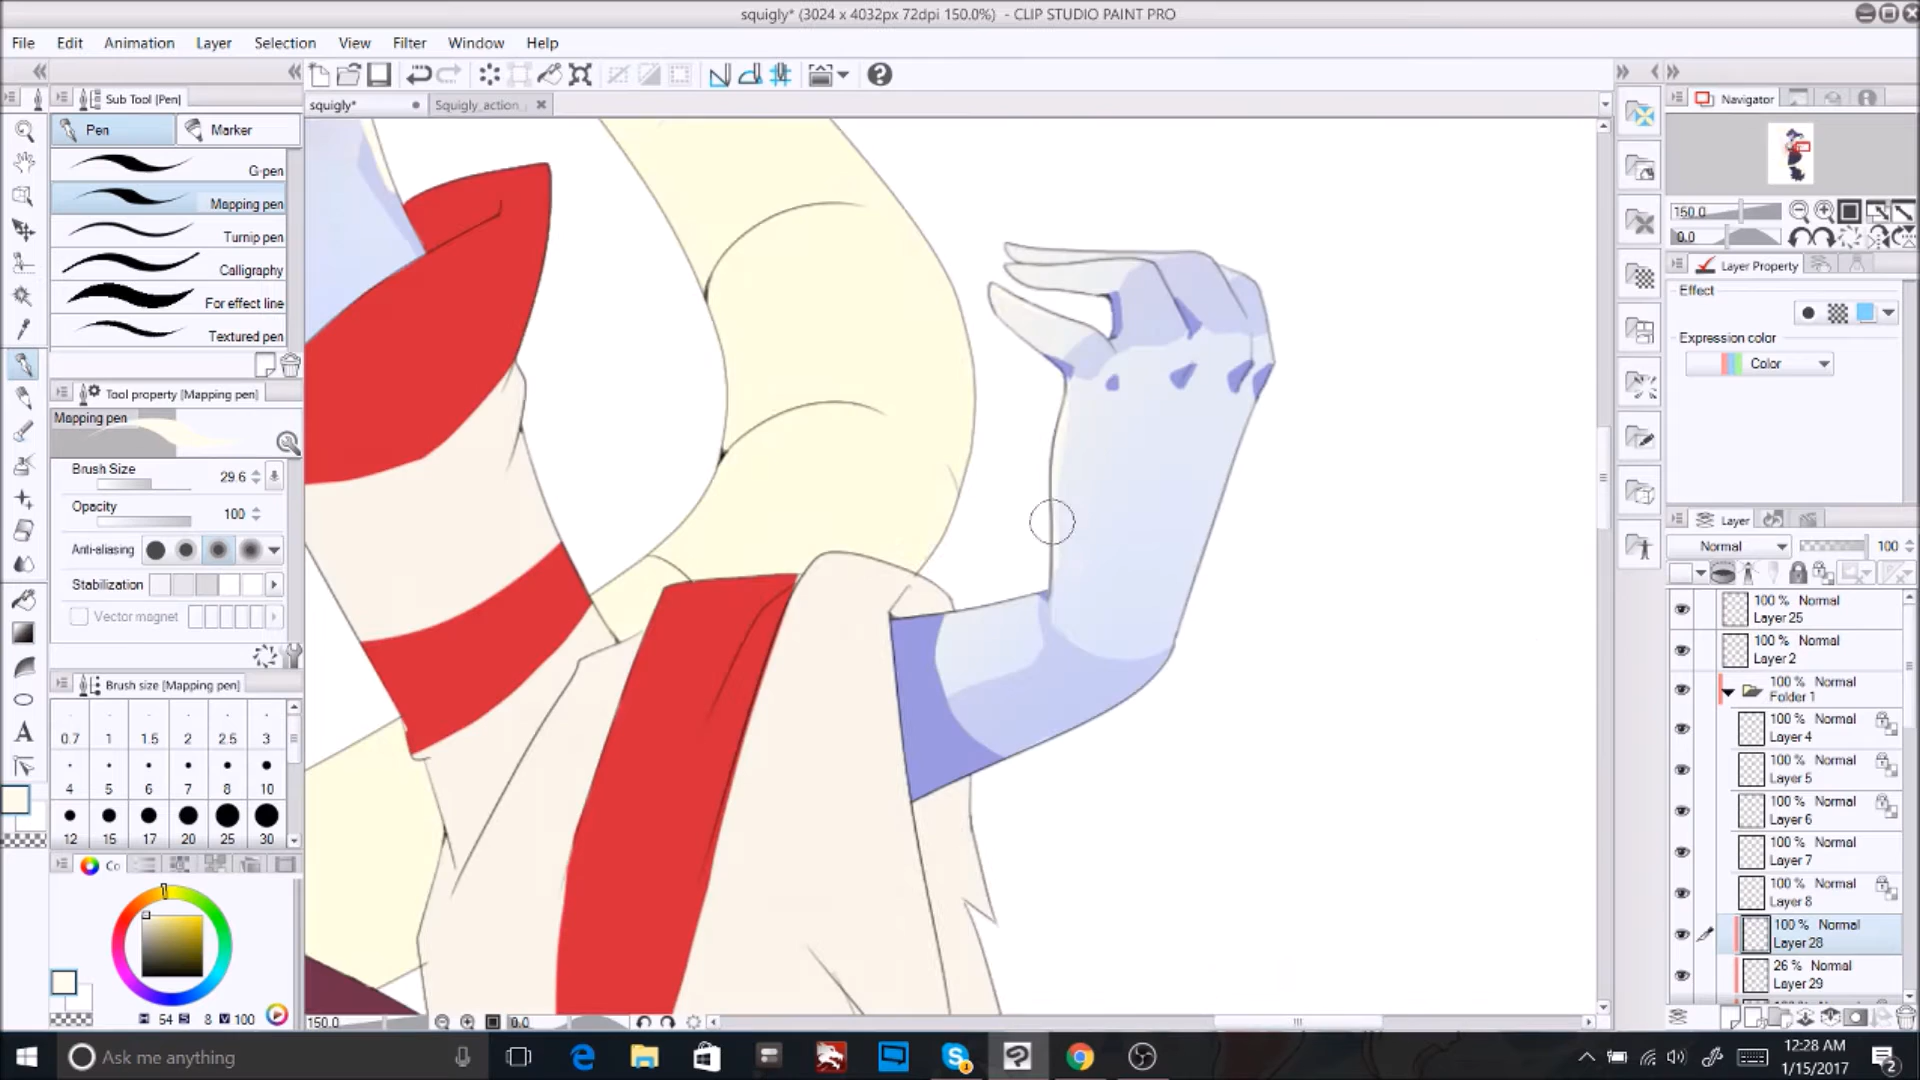 squigly* (3024 x 4032px 72dpi 150.0%) - CLIP STUDIO PAINT PRO
File Edit Animation Layer Selection View Filter Window Help
Sub Tool [Pen]
squigly* Squigly_action
Navigator
Pen Marker
G-pen
Mapping pen
Turnip pen
Calligraphy
For effect line
Textured pen
150.0
0.0
Layer Property
Effect
Expression color
Color
Tool property [Mapping pen]
Mapping pen
Brush Size 29.6
Opacity 100
Anti-aliasing
Stabilization
Vector magnet
Layer
Normal 100
100 % Normal
Layer 25
100 % Normal
Layer 2
100 % Normal
Folder 1
100 % Normal
Layer 4
100 % Normal
Layer 5
100 % Normal
Layer 6
100 % Normal
Layer 7
100 % Normal
Layer 8
100 % Normal
Layer 28
26 % Normal
Layer 29
Brush size [Mapping pen]
0.7 1 1.5 2 2.5 3
4 5 6 7 8 10
12 15 17 20 25 30
Co
H 54 S 8 V 100
150.0 0.0
Ask me anything
12:28 AM
1/15/2017